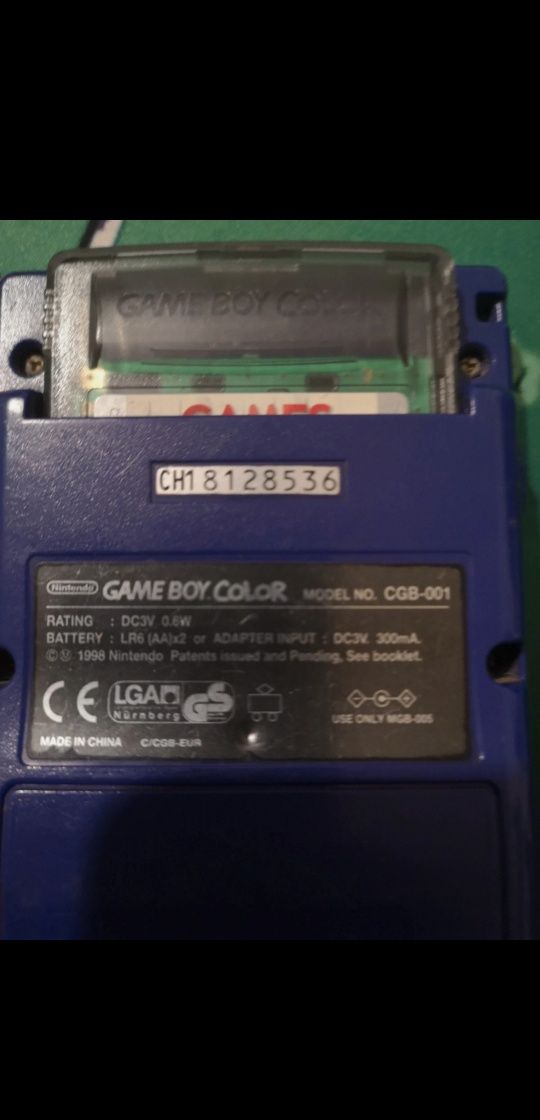 GAME BOY COLOR
GAMES
CH18128536
Nintendo GAME BOY COLOR MODEL NO. CGB-001
RATING : DC3V 0.6W
BATTERY : LR6 (AA)x2 or ADAPTER INPUT : DC3V 300mA.
©Ⓜ 1998 Nintendo Patents issued and Pending, See booklet.
CE LGA Nürnberg GS
USE ONLY MGB-005
MADE IN CHINA C/CGB-EUR